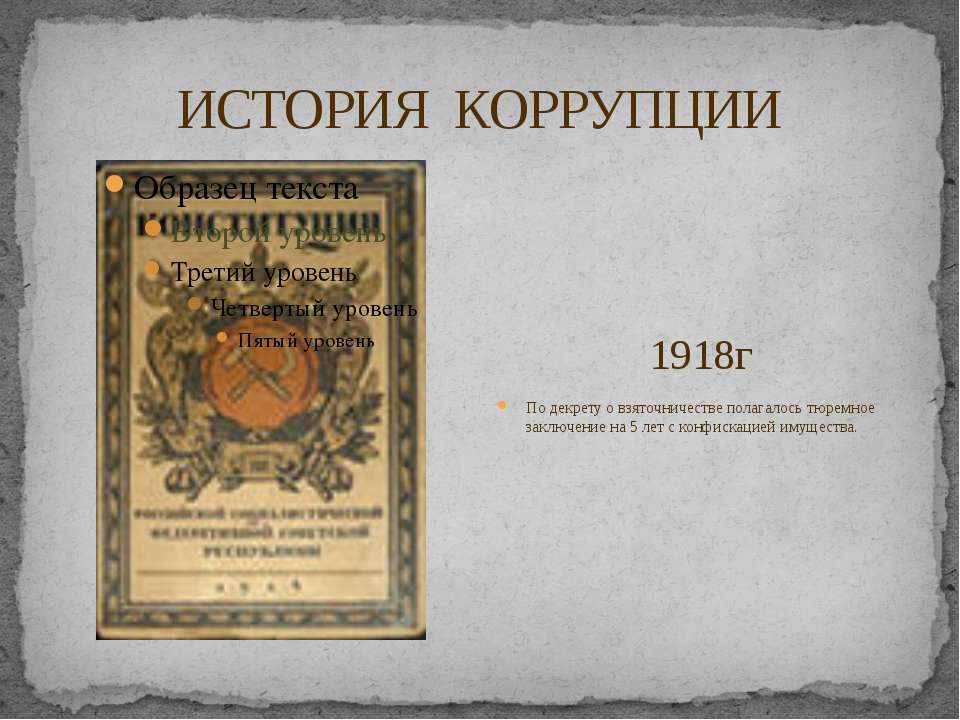 ИСТОРИЯ КОРРУПЦИИ
Образец текста
КОНСТИТУЦИЯ
Второй уровень
Третий уровень
Четвертый уровень
Пятый уровень
РОССИЙСКОЙ СОЦИАЛИСТИЧЕСКОЙ
ФЕДЕРАТИВНОЙ СОВЕТСКОЙ
РЕСПУБЛИКИ
1918г
По декрету о взяточничестве полагалось тюремное
заключение на 5 лет с конфискацией имущества.